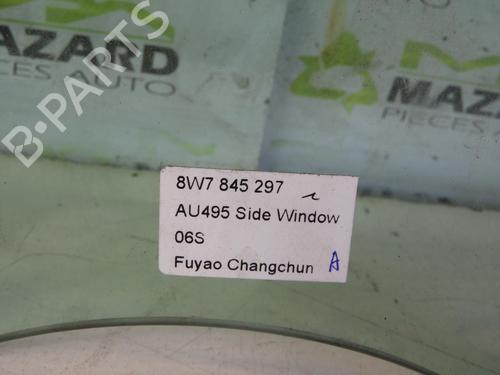 MAZARD
PIECES AUTO
MAZARD
PIECES
B-PARTS
8W7 845 297
AU495 Side Window
06S
Fuyao Changchun A